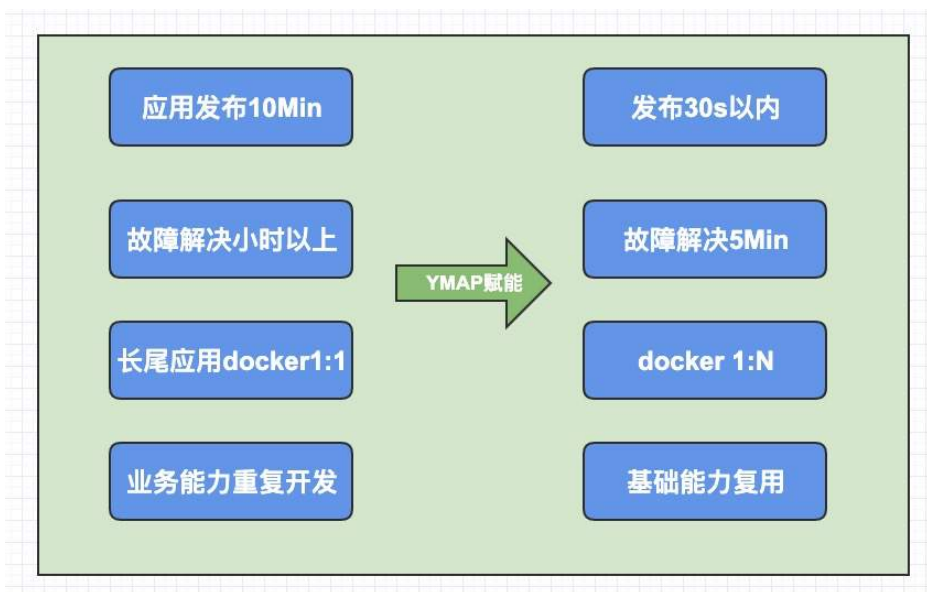 应用发布10Min
发布30s以内
故障解决小时以上
故障解决5Min
YMAP赋能
长尾应用docker1:1
docker 1:N
业务能力重复开发
基础能力复用